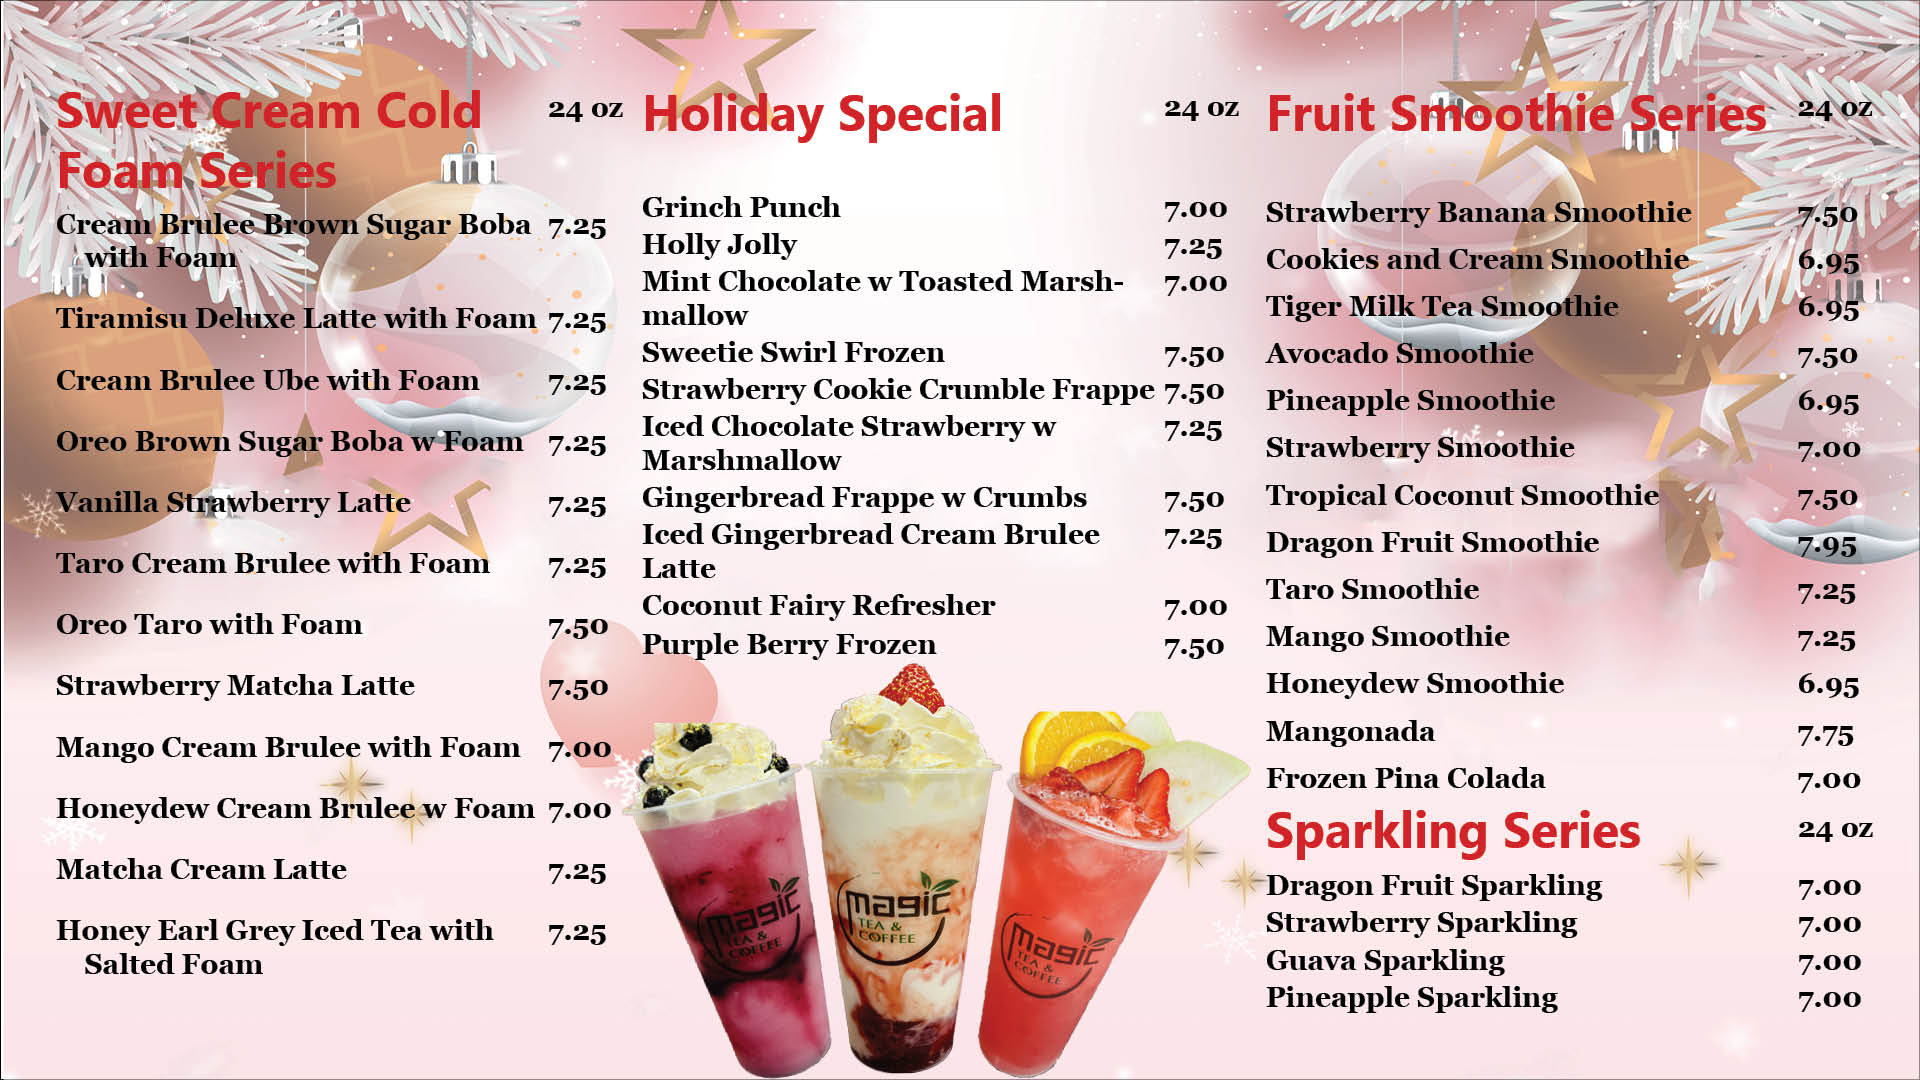 Sweet Cream Cold
Foam Series
24 oz
Cream Brulee Brown Sugar Boba 7.25
with Foam
Tiramisu Deluxe Latte with Foam 7.25
Cream Brulee Ube with Foam 7.25
Oreo Brown Sugar Boba w Foam 7.25
Vanilla Strawberry Latte 7.25
Taro Cream Brulee with Foam 7.25
Oreo Taro with Foam 7.50
Strawberry Matcha Latte 7.50
Mango Cream Brulee with Foam 7.00
Honeydew Cream Brulee w Foam 7.00
Matcha Cream Latte 7.25
Honey Earl Grey Iced Tea with 7.25
Salted Foam
Holiday Special 24 oz
Grinch Punch 7.00
Holly Jolly 7.25
Mint Chocolate w Toasted Marsh- 7.00
mallow
Sweetie Swirl Frozen 7.50
Strawberry Cookie Crumble Frappe 7.50
Iced Chocolate Strawberry w 7.25
Marshmallow
Gingerbread Frappe w Crumbs 7.50
Iced Gingerbread Cream Brulee 7.25
Latte
Coconut Fairy Refresher 7.00
Purple Berry Frozen 7.50
magic
TEA &
COFFEE
magic
TEA &
COFFEE
magic
TEA &
COFFEE
Fruit Smoothie Series 24 oz
Strawberry Banana Smoothie 7.50
Cookies and Cream Smoothie 6.95
Tiger Milk Tea Smoothie 6.95
Avocado Smoothie 7.50
Pineapple Smoothie 6.95
Strawberry Smoothie 7.00
Tropical Coconut Smoothie 7.50
Dragon Fruit Smoothie 7.95
Taro Smoothie 7.25
Mango Smoothie 7.25
Honeydew Smoothie 6.95
Mangonada 7.75
Frozen Pina Colada 7.00
Sparkling Series 24 oz
Dragon Fruit Sparkling 7.00
Strawberry Sparkling 7.00
Guava Sparkling 7.00
Pineapple Sparkling 7.00